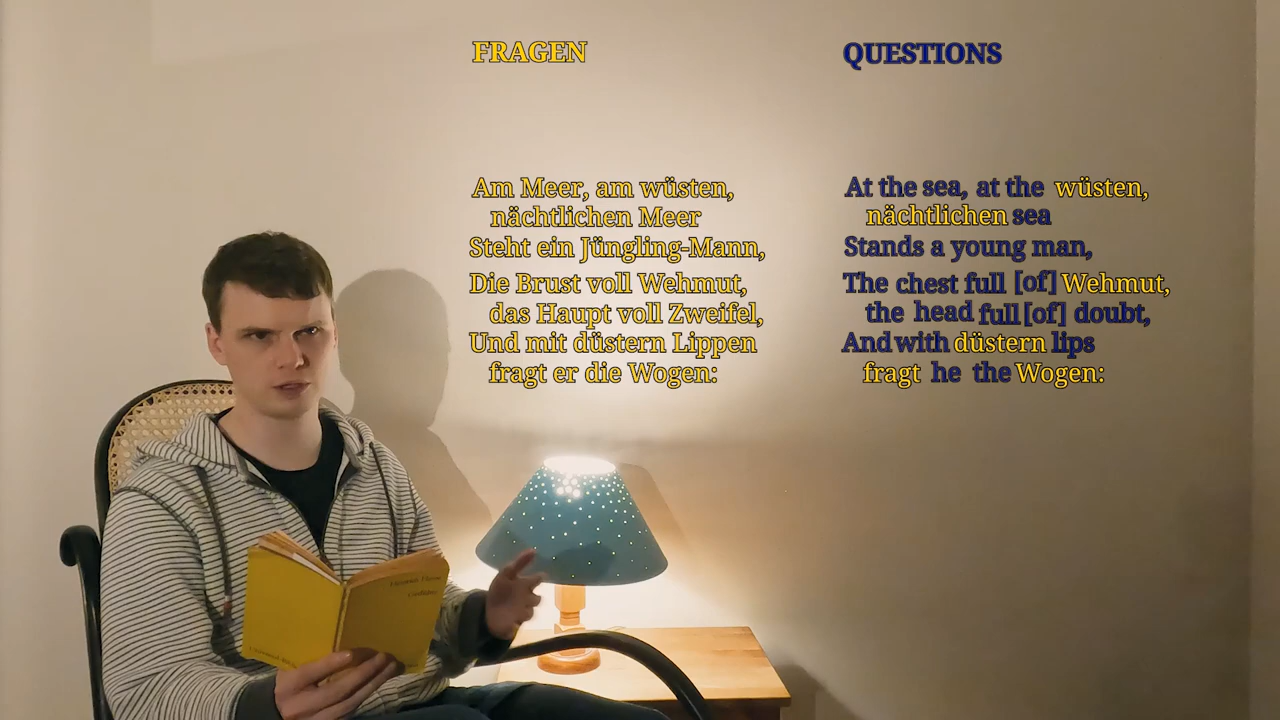 FRAGEN
Am Meer, am wüsten,
nächtlichen Meer
Steht ein Jüngling-Mann,
Die Brust voll Wehmut,
das Haupt voll Zweifel,
Und mit düstern Lippen
fragt er die Wogen:
QUESTIONS
At the sea, at the wüsten,
nächtlichen sea
Stands a young man,
The chest full [of] Wehmut,
the head full [of] doubt,
And with düstern lips
fragt he the Wogen:
Heinrich Heine
Gedichte